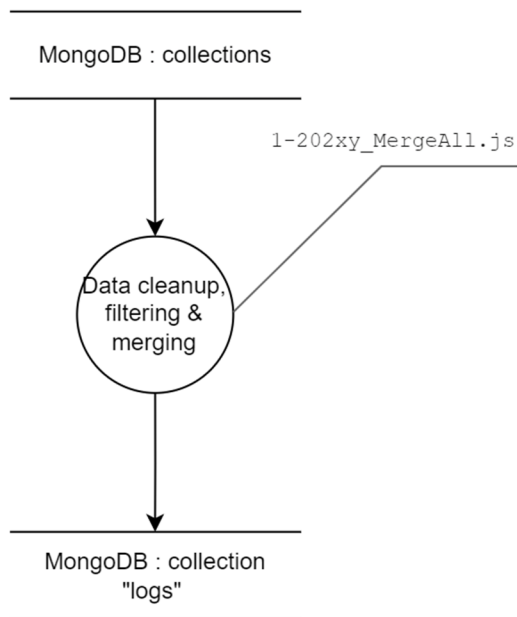 MongoDB : collections
1-202xy_MergeAll.js
Data cleanup,
filtering &
merging
MongoDB : collection
"logs"